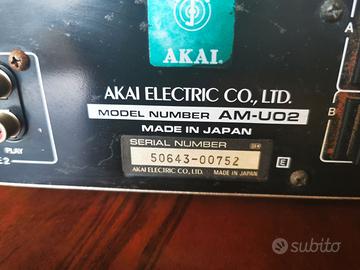 AKAI
AKAI ELECTRIC CO., LTD.
MODEL NUMBER AM-U02
MADE IN JAPAN
SERIAL NUMBER
50643-00752
AKAI ELECTRIC CO., LTD. MADE IN JAPAN
E
B
PLAY
subito